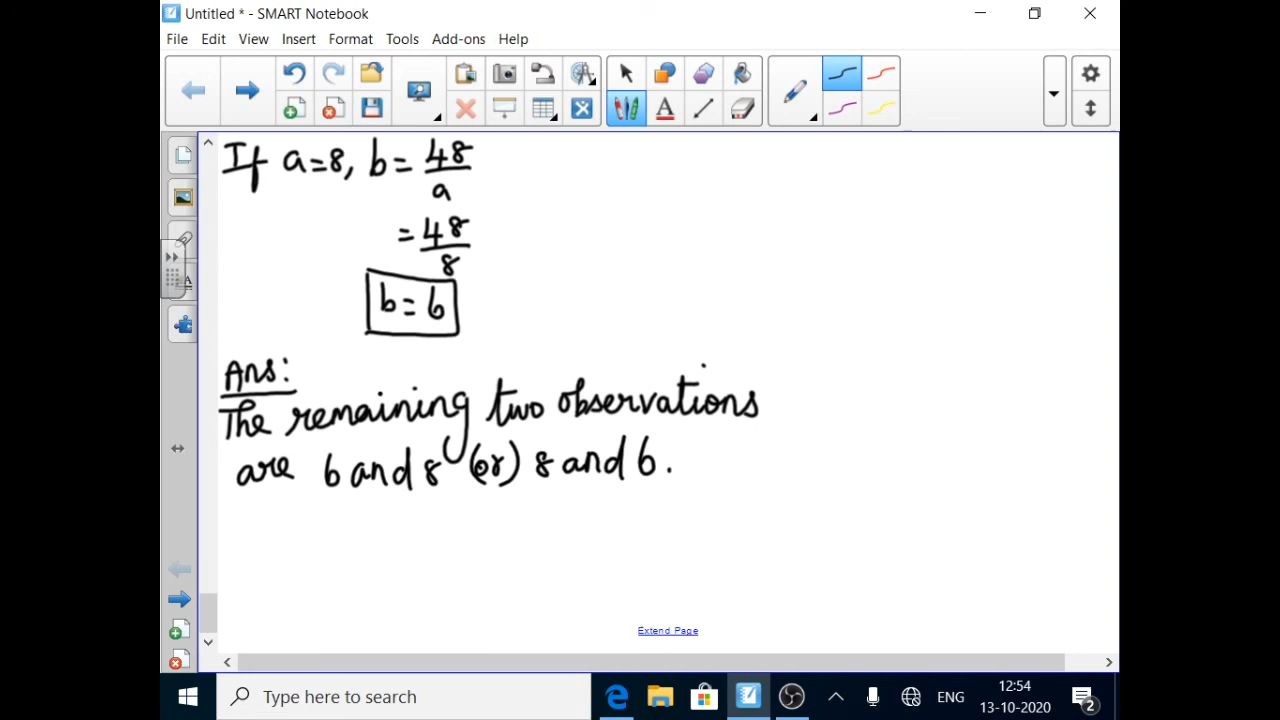 Untitled * - SMART Notebook
File Edit View Insert Format Tools Add-ons Help
If a=8, b= 48/a
= 48/8
b= 6
Ans:
The remaining two observations
are 6 and 8 (or) 8 and 6.
Extend Page
Type here to search
ENG
12:54
13-10-2020
2